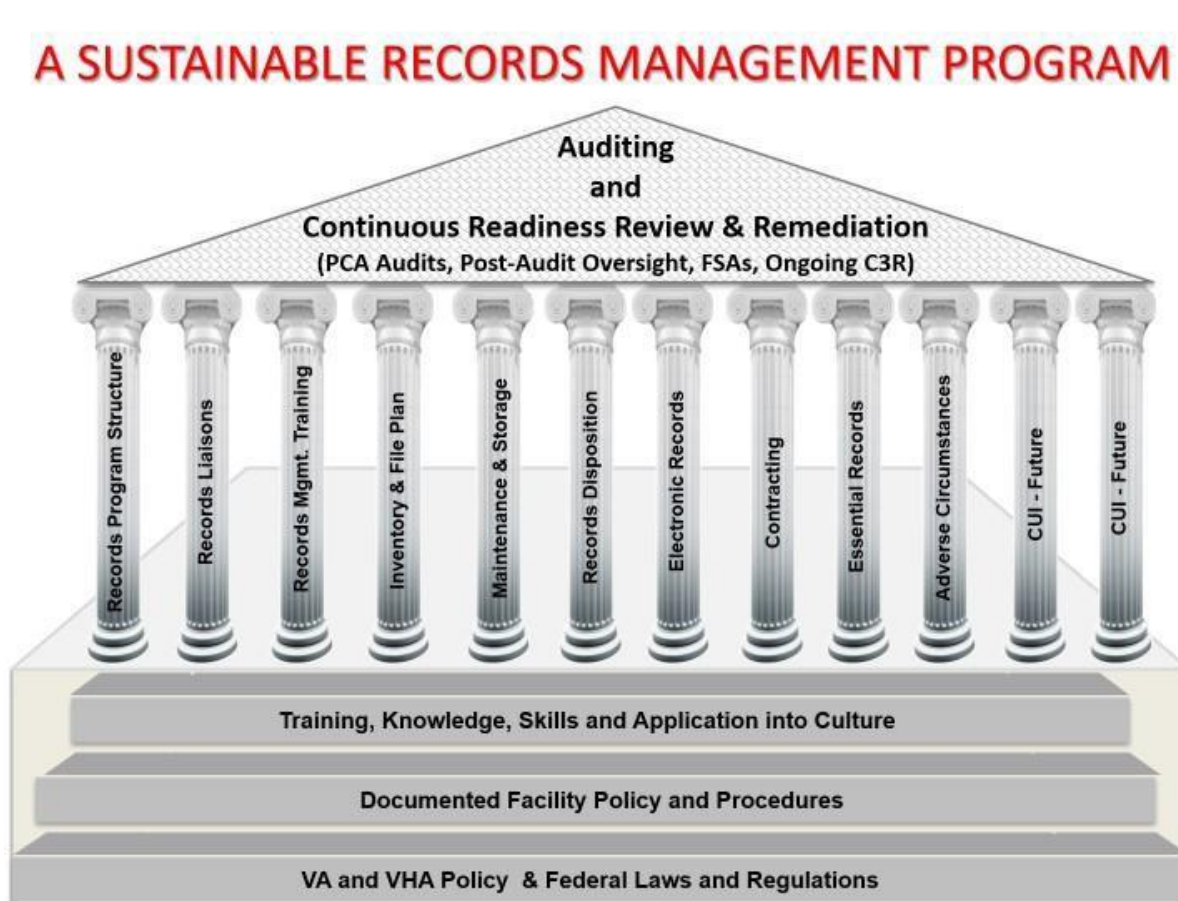 A SUSTAINABLE RECORDS MANAGEMENT PROGRAM
Auditing
and
Continuous Readiness Review & Remediation
(PCA Audits, Post-Audit Oversight, FSAs, Ongoing C3R)
Records Program Structure
Records Liaisons
Records Mgmt. Training
Inventory & File Plan
Maintenance & Storage
Records Disposition
Electronic Records
Contracting
Essential Records
Adverse Circumstances
CUI - Future
CUI - Future
Training, Knowledge, Skills and Application into Culture
Documented Facility Policy and Procedures
VA and VHA Policy & Federal Laws and Regulations